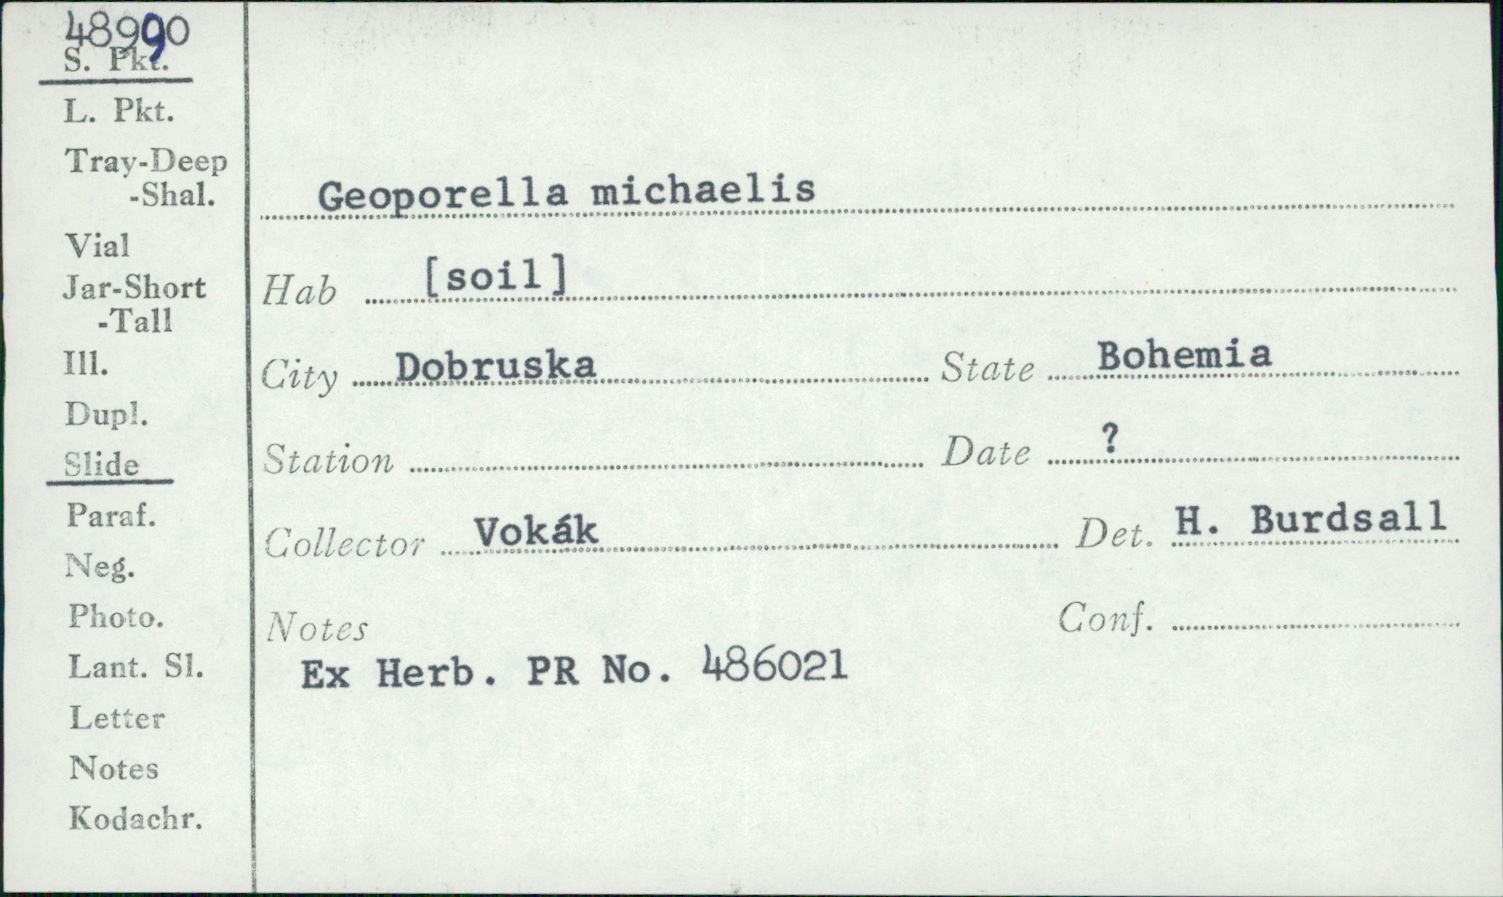 48990
S. Pkt.
L. Pkt.
Tray-Deep
-Shal.
Vial
Jar-Short
-Tall
Ill.
Dupl.
Slide
Paraf.
Neg.
Photo.
Lant. Sl.
Letter
Notes
Kodachr.
Geoporella michaelis
Hab [soil]
City Dobruska State Bohemia
Station Date ?
Collector Vokák Det. H. Burdsall
Notes Conf.
Ex Herb. PR No. 486021